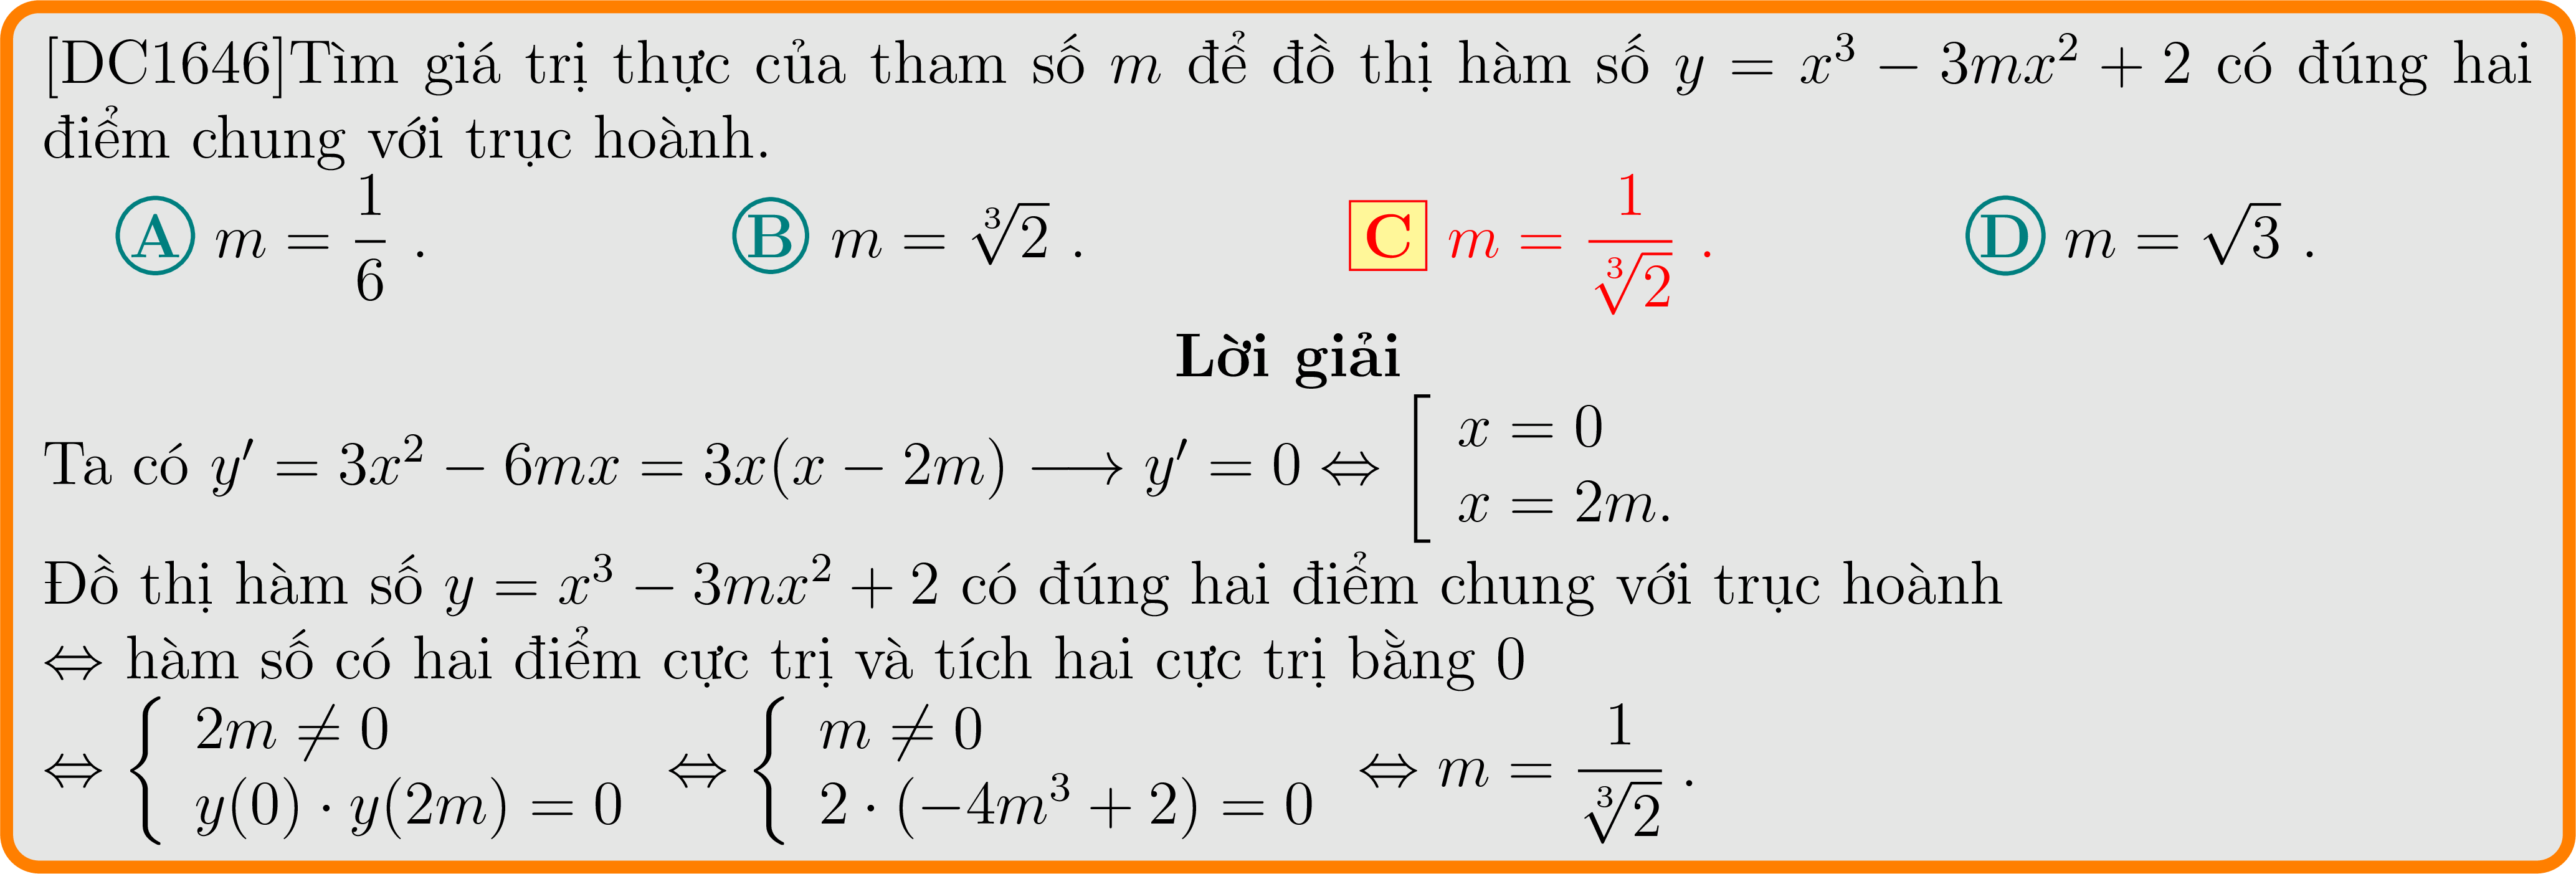 [DC1646]Tìm giá trị thực của tham số $m$ để đồ thị hàm số $y = x^3 - 3mx^2 + 2$ có đúng hai
điểm chung với trục hoành.
A $m = \dfrac{1}{6}$ . B $m = \sqrt[3]{2}$ . C $m = \dfrac{1}{\sqrt[3]{2}}$ . D $m = \sqrt{3}$ .
Lời giải
Ta có $y' = 3x^2 - 6mx = 3x(x - 2m) \longrightarrow y' = 0 \Leftrightarrow \left[\begin{array}{l} x = 0 \\ x = 2m. \end{array}\right.$
Đồ thị hàm số $y = x^3 - 3mx^2 + 2$ có đúng hai điểm chung với trục hoành
$\Leftrightarrow$ hàm số có hai điểm cực trị và tích hai cực trị bằng 0
$\Leftrightarrow \left\{\begin{array}{l} 2m \neq 0 \\ y(0) \cdot y(2m) = 0 \end{array}\right. \Leftrightarrow \left\{\begin{array}{l} m \neq 0 \\ 2 \cdot (-4m^3 + 2) = 0 \end{array}\right. \Leftrightarrow m = \dfrac{1}{\sqrt[3]{2}}$ .